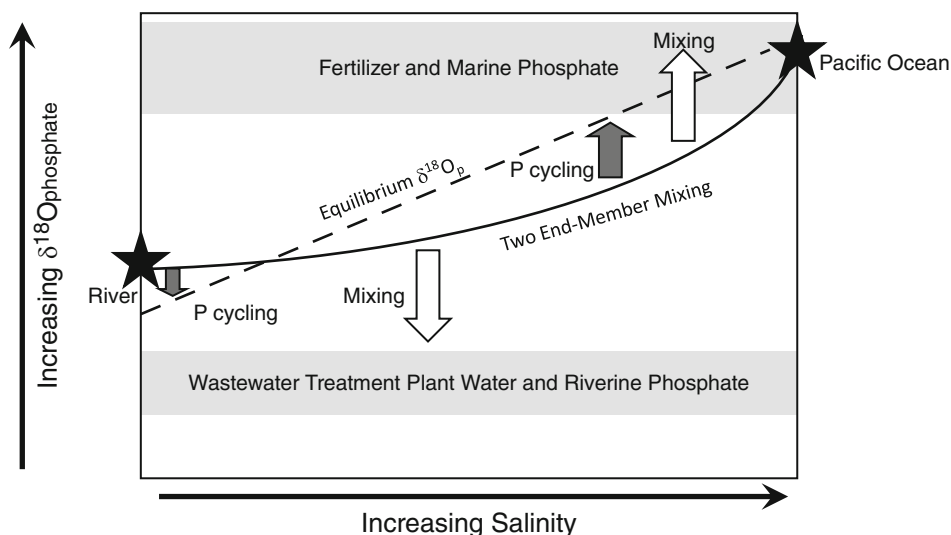 Increasing δ18Ophosphate
Mixing
Fertilizer and Marine Phosphate
Pacific Ocean
Equilibrium δ18Op
P cycling
Two End-Member Mixing
River
P cycling
Mixing
Wastewater Treatment Plant Water and Riverine Phosphate
Increasing Salinity